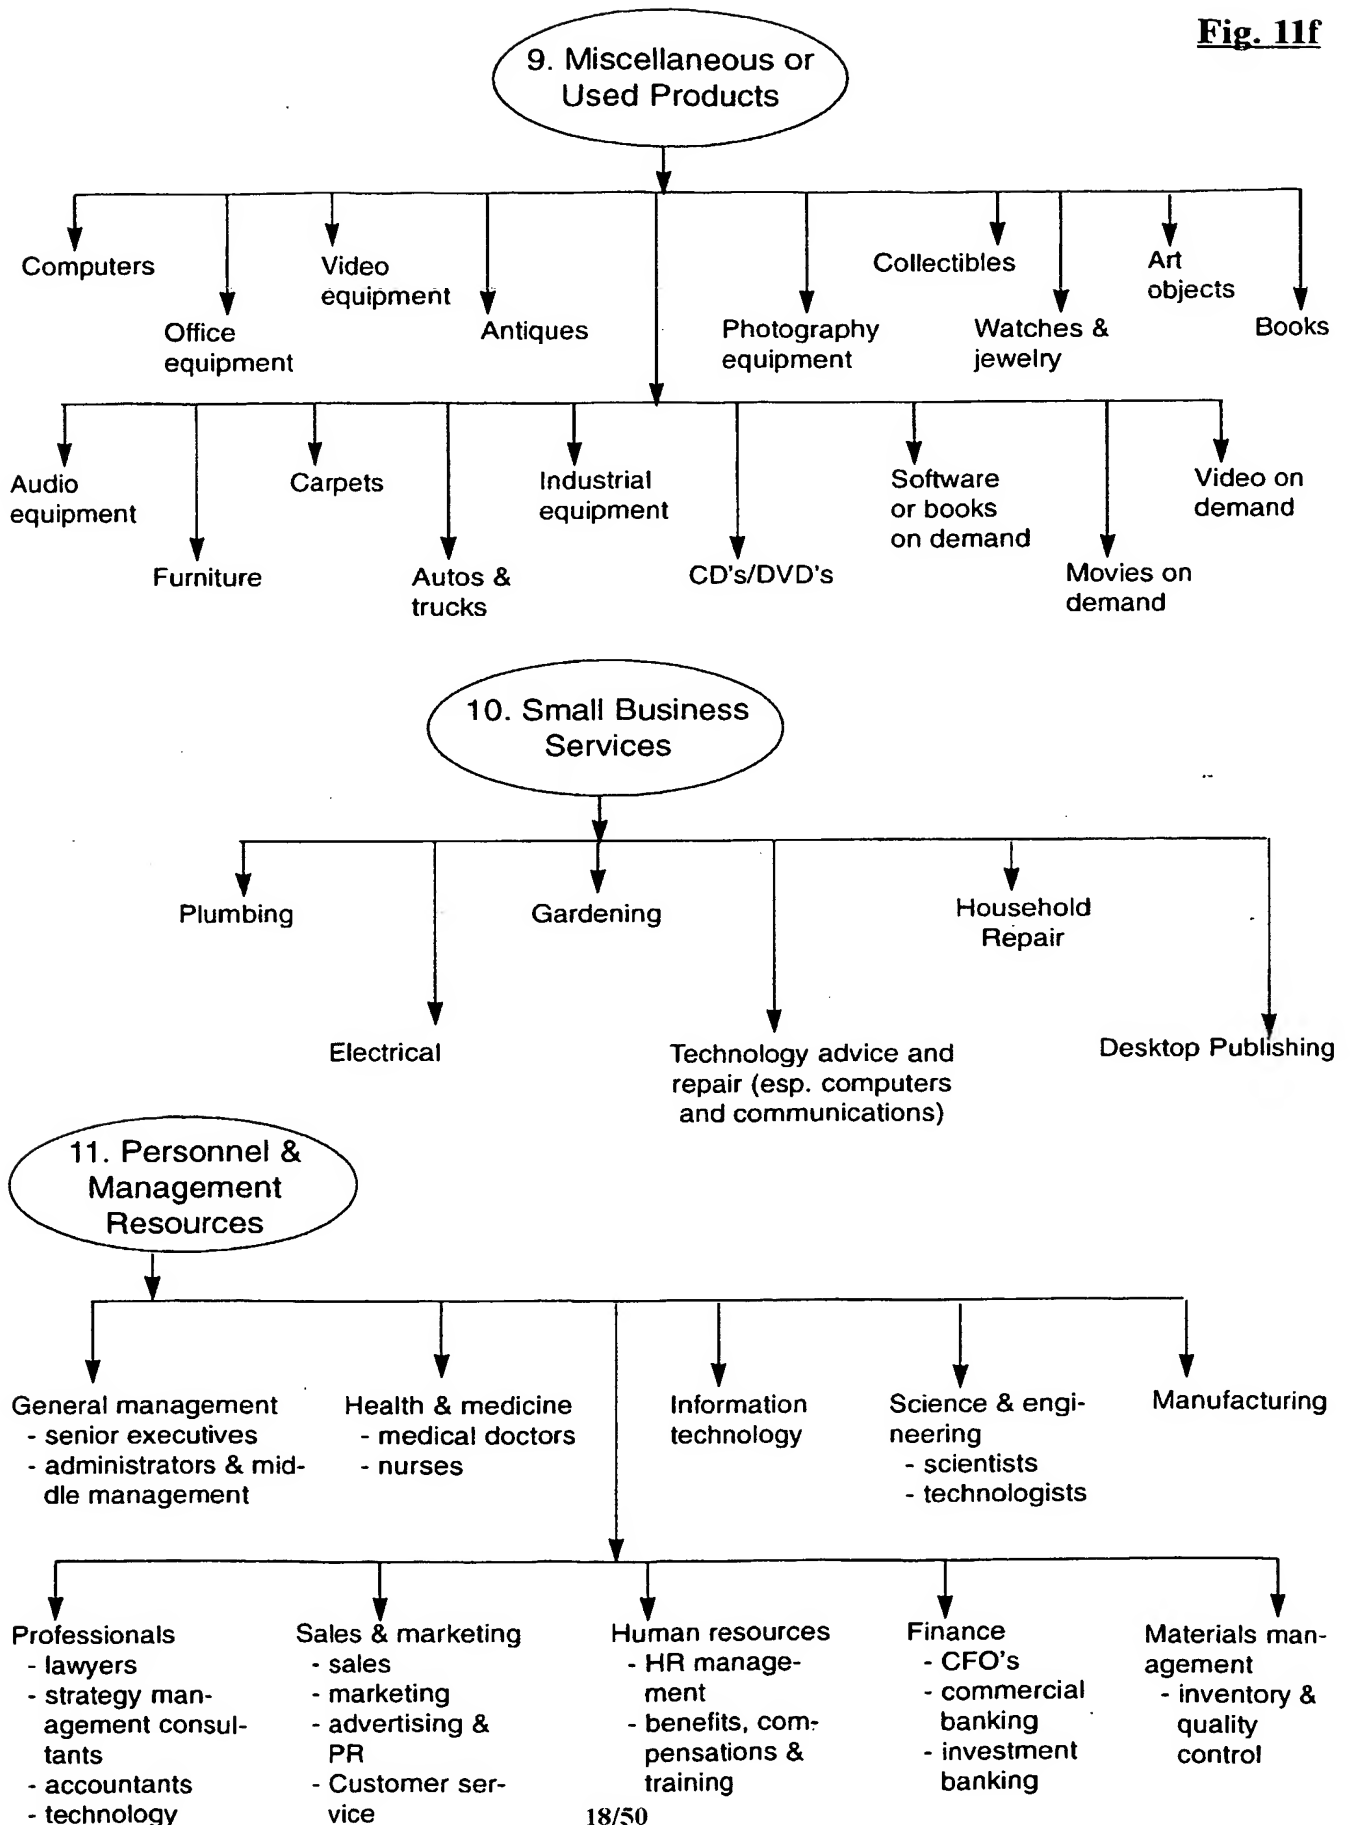 Fig. 11f
9. Miscellaneous or
Used Products
Computers
Office
equipment
Video
equipment
Antiques
Photography
equipment
Collectibles
Watches &
jewelry
Art
objects
Books
Audio
equipment
Furniture
Carpets
Autos &
trucks
Industrial
equipment
CD's/DVD's
Software
or books
on demand
Movies on
demand
Video on
demand
10. Small Business
Services
Plumbing
Electrical
Gardening
Technology advice and
repair (esp. computers
and communications)
Household
Repair
Desktop Publishing
11. Personnel &
Management
Resources
General management
- senior executives
- administrators & mid-
dle management
Health & medicine
- medical doctors
- nurses
Information
technology
Science & engi-
neering
- scientists
- technologists
Manufacturing
Professionals
- lawyers
- strategy man-
agement consul-
tants
- accountants
- technology
Sales & marketing
- sales
- marketing
- advertising &
PR
- Customer ser-
vice
Human resources
- HR manage-
ment
- benefits, com-
pensations &
training
Finance
- CFO's
- commercial
banking
- investment
banking
Materials man-
agement
- inventory &
quality
control
18/50